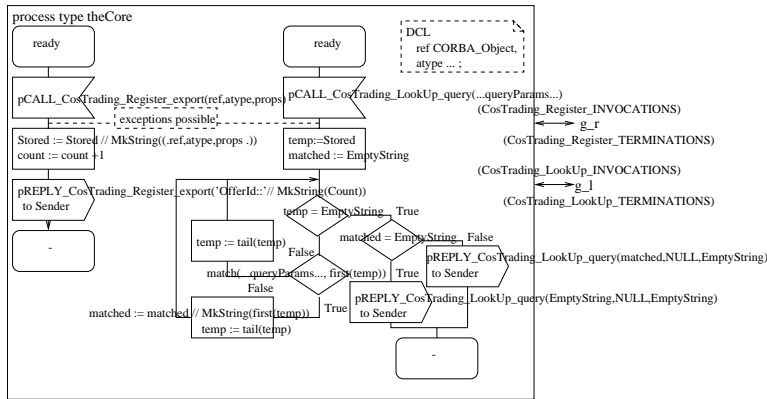 process type theCore
ready
ready
DCL
ref CORBA_Object,
atype ... ;
pCALL_CosTrading_Register_export(ref,atype,props)
pCALL_CosTrading_LookUp_query(...queryParams...)
exceptions possible
(CosTrading_Register_INVOCATIONS)
g_r
(CosTrading_Register_TERMINATIONS)
Stored := Stored // MkString((.ref,atype,props .))
count := count +1
temp:=Stored
matched := EmptyString
(CosTrading_LookUp_INVOCATIONS)
g_l
(CosTrading_LookUp_TERMINATIONS)
pREPLY_CosTrading_Register_export('OfferId::'// MkString(Count))
to Sender
temp = EmptyString
True
-
temp := tail(temp)
matched = EmptyString
False
False
pREPLY_CosTrading_LookUp_query(matched,NULL,EmptyString)
to Sender
match(...queryParams..., first(temp))
True
False
pREPLY_CosTrading_LookUp_query(EmptyString,NULL,EmptyString)
to Sender
True
matched := matched // MkString(first(temp))
temp := tail(temp)
-